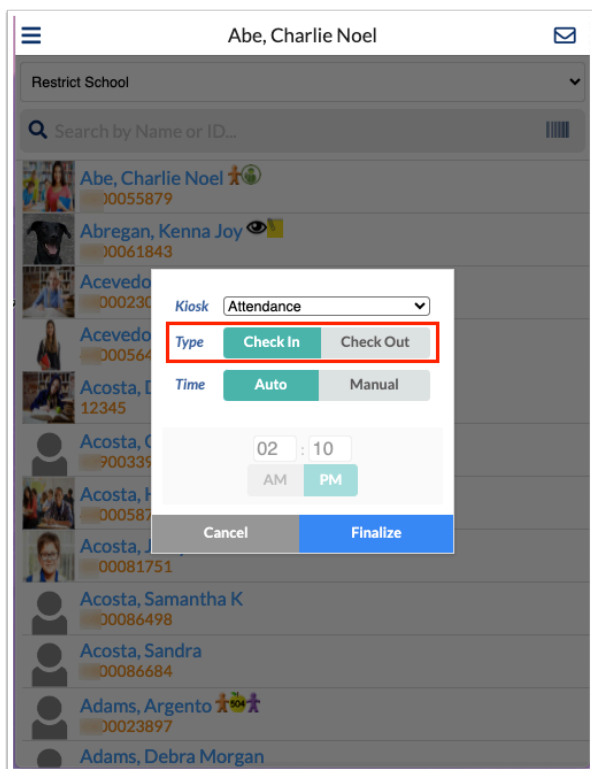 Abe, Charlie Noel
Restrict School
Search by Name or ID...
Abe, Charlie Noel
00055879
Abregan, Kenna Joy
00061843
Acevedo
000230
Kiosk Attendance
Acevedo
000564
Type Check In Check Out
Acosta, D
12345
Time Auto Manual
Acosta, C
900339
02 : 10
Acosta, H
000587
AM PM
Acosta, J
00081751
Cancel Finalize
Acosta, Samantha K
00086498
Acosta, Sandra
00086684
Adams, Argento 504
00023897
Adams, Debra Morgan